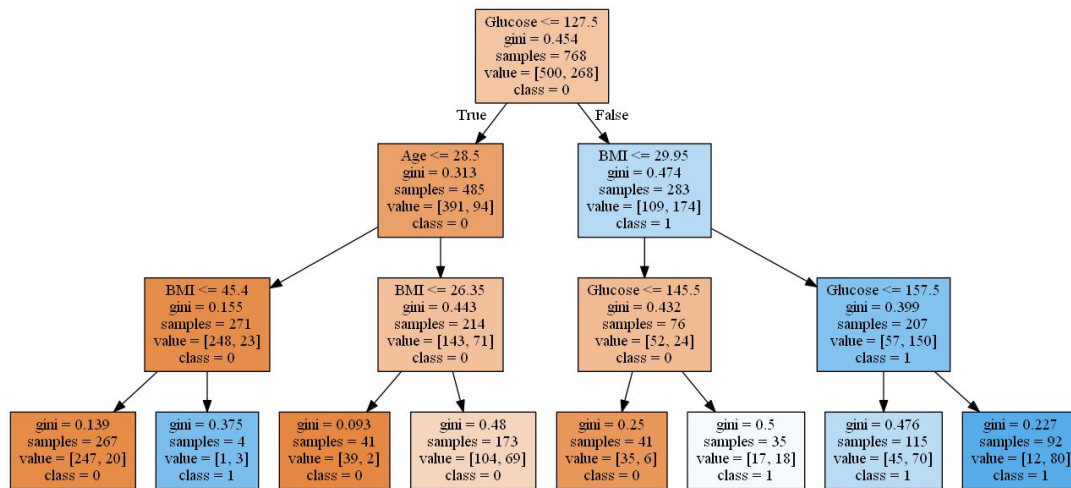 Glucose <= 127.5
gini = 0.454
samples = 768
value = [500, 268]
class = 0
True
False
Age <= 28.5
gini = 0.313
samples = 485
value = [391, 94]
class = 0
BMI <= 29.95
gini = 0.474
samples = 283
value = [109, 174]
class = 1
BMI <= 45.4
gini = 0.155
samples = 271
value = [248, 23]
class = 0
BMI <= 26.35
gini = 0.443
samples = 214
value = [143, 71]
class = 0
Glucose <= 145.5
gini = 0.432
samples = 76
value = [52, 24]
class = 0
Glucose <= 157.5
gini = 0.399
samples = 207
value = [57, 150]
class = 1
gini = 0.139
samples = 267
value = [247, 20]
class = 0
gini = 0.375
samples = 4
value = [1, 3]
class = 1
gini = 0.093
samples = 41
value = [39, 2]
class = 0
gini = 0.48
samples = 173
value = [104, 69]
class = 0
gini = 0.25
samples = 41
value = [35, 6]
class = 0
gini = 0.5
samples = 35
value = [17, 18]
class = 1
gini = 0.476
samples = 115
value = [45, 70]
class = 1
gini = 0.227
samples = 92
value = [12, 80]
class = 1